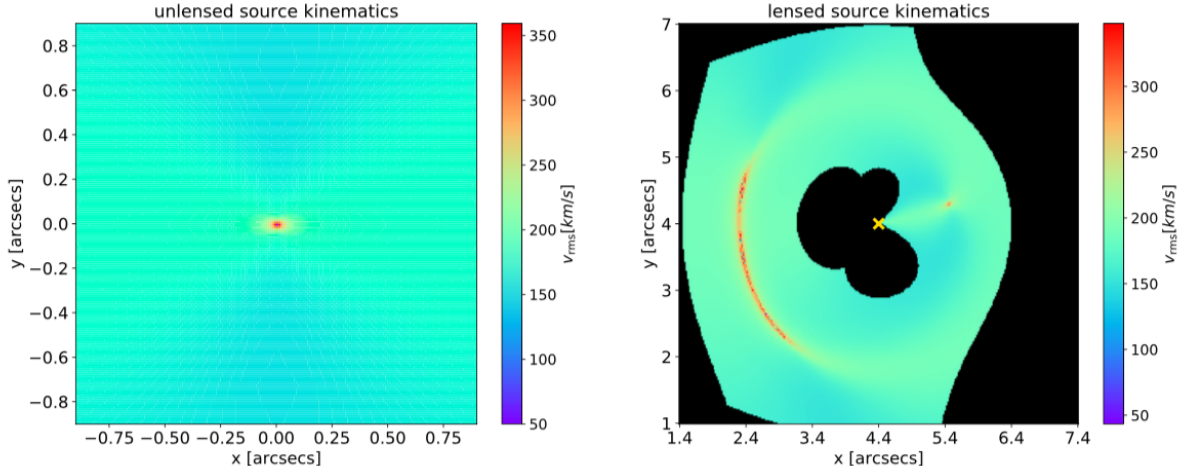 unlensed source kinematics
0.8
0.6
0.4
0.2
0.0
−0.2
−0.4
−0.6
−0.8
y [arcsecs]
−0.75 −0.50 −0.25 0.00 0.25 0.50 0.75
x [arcsecs]
350
300
250
200
150
100
50
vrms[km/s]
lensed source kinematics
7
6
5
4
3
2
1
y [arcsecs]
1.4 2.4 3.4 4.4 5.4 6.4 7.4
x [arcsecs]
300
250
200
150
100
50
vrms[km/s]